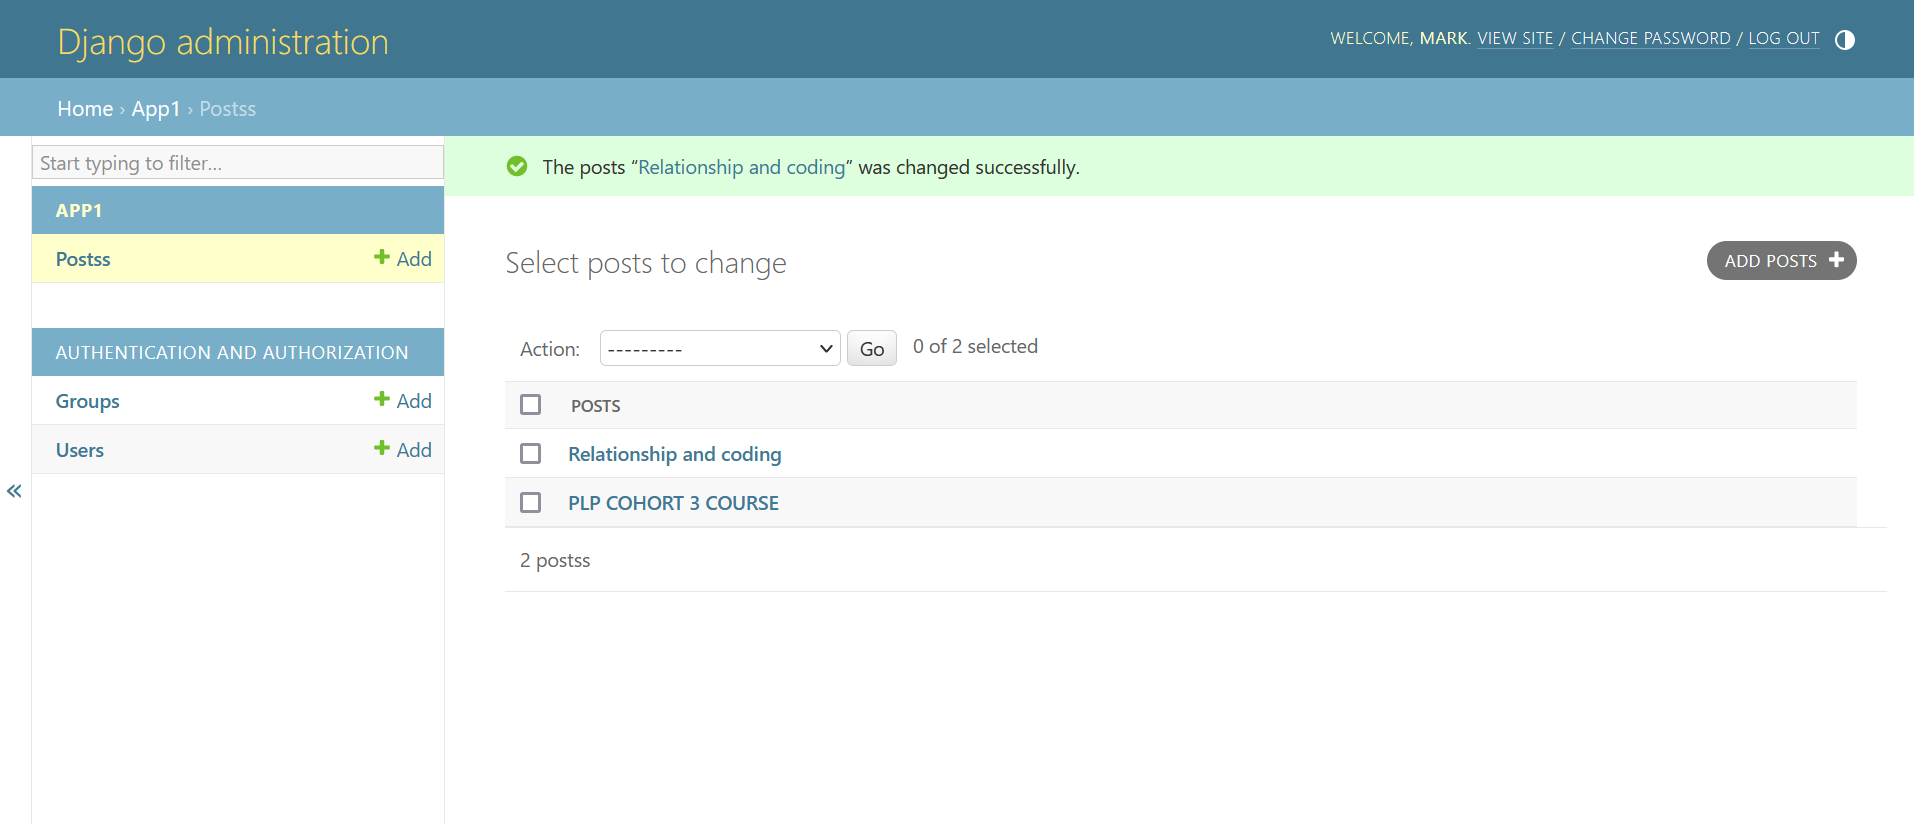 Django administration
WELCOME, MARK. VIEW SITE / CHANGE PASSWORD / LOG OUT
Home › App1 › Postss
Start typing to filter...
APP1
Postss Add
AUTHENTICATION AND AUTHORIZATION
Groups Add
Users Add
«
The posts “Relationship and coding” was changed successfully.
Select posts to change
ADD POSTS
Action: --------- Go 0 of 2 selected
POSTS
Relationship and coding
PLP COHORT 3 COURSE
2 postss